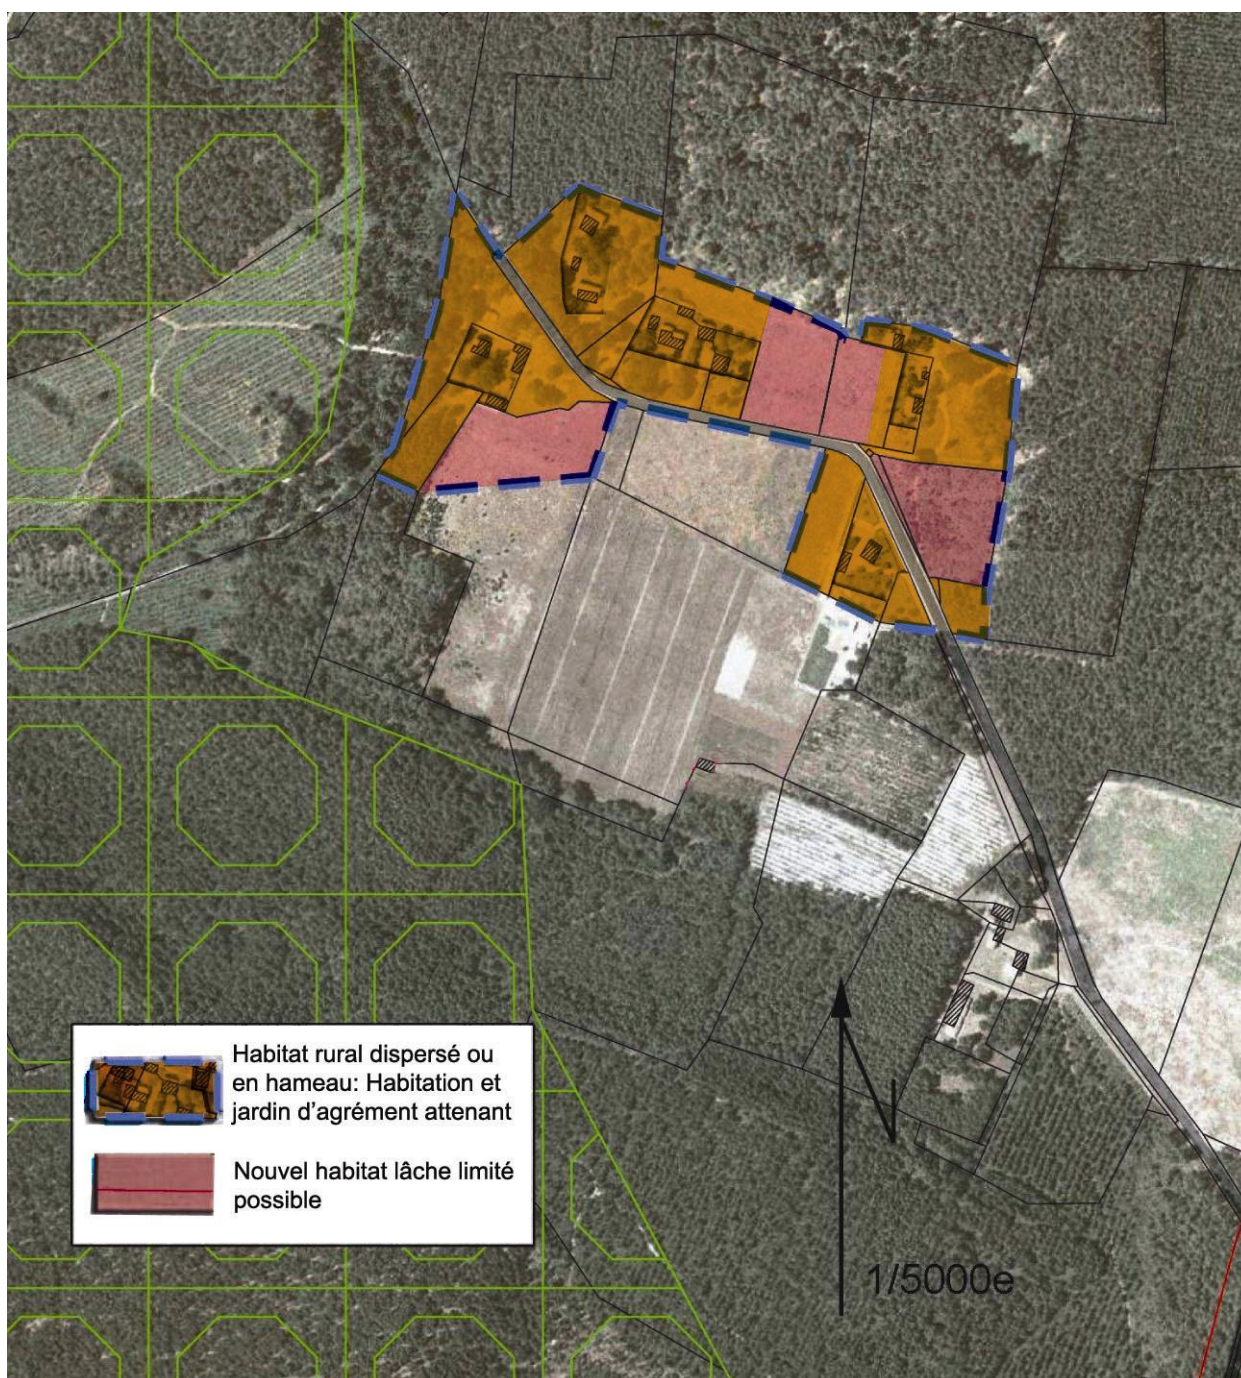 Habitat rural dispersé ou
en hameau: Habitation et
jardin d'agrément attenant
Nouvel habitat lâche limité
possible
N
1/5000e